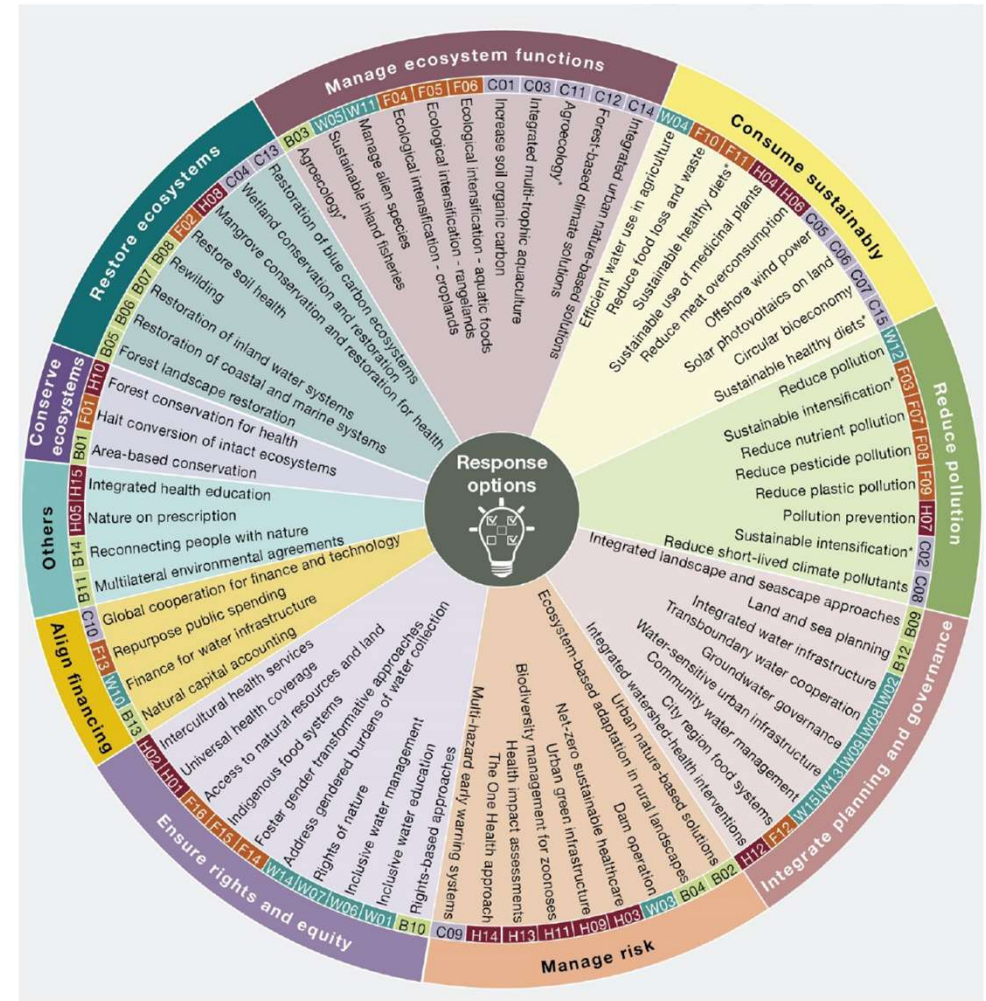 Response
options
Manage ecosystem functions
B03 Agroecology*
W05 Sustainable inland fisheries
W11 Manage alien species
F04 Ecological intensification - croplands
F05 Ecological intensification - rangelands
F06 Ecological intensification - aquatic foods
C01 Increase soil organic carbon
C03 Integrated multi-trophic aquaculture
C11 Agroecology*
C12 Forest-based climate solutions
C14 Integrated urban nature-based solutions
Consume sustainably
W04 Efficient water use in agriculture
F10 Reduce food loss and waste
F11 Sustainable healthy diets*
H04 Sustainable use of medicinal plants
H06 Reduce meat overconsumption
C05 Offshore wind power
C06 Solar photovoltaics on land
C07 Circular bioeconomy
C15 Sustainable healthy diets*
Reduce pollution
W12 Reduce pollution
F03 Sustainable intensification*
F07 Reduce nutrient pollution
F08 Reduce pesticide pollution
F09 Reduce plastic pollution
H07 Pollution prevention
C02 Sustainable intensification*
C08 Reduce short-lived climate pollutants
Integrate planning and governance
B09 Integrated landscape and seascape approaches
B12 Land and sea planning
W02 Integrated water infrastructure
W08 Transboundary water cooperation
W09 Groundwater governance
W13 Water-sensitive urban infrastructure
W15 Community water management
F12 City region food systems
H12 Integrated watershed-health interventions
Manage risk
B02 Urban nature-based solutions
B04 Ecosystem-based adaptation in rural landscapes
W03 Dam operation
H03 Net-zero sustainable healthcare
H09 Urban green infrastructure
H11 Biodiversity management for zoonoses
H13 Health impact assessments
H14 The One Health approach
C09 Multi-hazard early warning systems
Ensure rights and equity
B10 Rights-based approaches
W01 Inclusive water education
W06 Inclusive water management
W07 Rights of nature
W14 Address gendered burdens of water collection
F14 Foster gender transformative approaches
F15 Indigenous food systems
F16 Access to natural resources and land
H01 Universal health coverage
H02 Intercultural health services
Align financing
B13 Natural capital accounting
W10 Finance for water infrastructure
F13 Repurpose public spending
C10 Global cooperation for finance and technology
Others
B11 Multilateral environmental agreements
B14 Reconnecting people with nature
H05 Nature on prescription
H15 Integrated health education
Conserve
ecosystems
B01 Area-based conservation
F01 Halt conversion of intact ecosystems
H10 Forest conservation for health
Restore ecosystems
B05 Forest landscape restoration
B06 Restoration of coastal and marine systems
B07 Restoration of inland water systems
B08 Rewilding
F02 Restore soil health
H08 Mangrove conservation and restoration for health
C04 Wetland conservation and restoration
C13 Restoration of blue carbon ecosystems